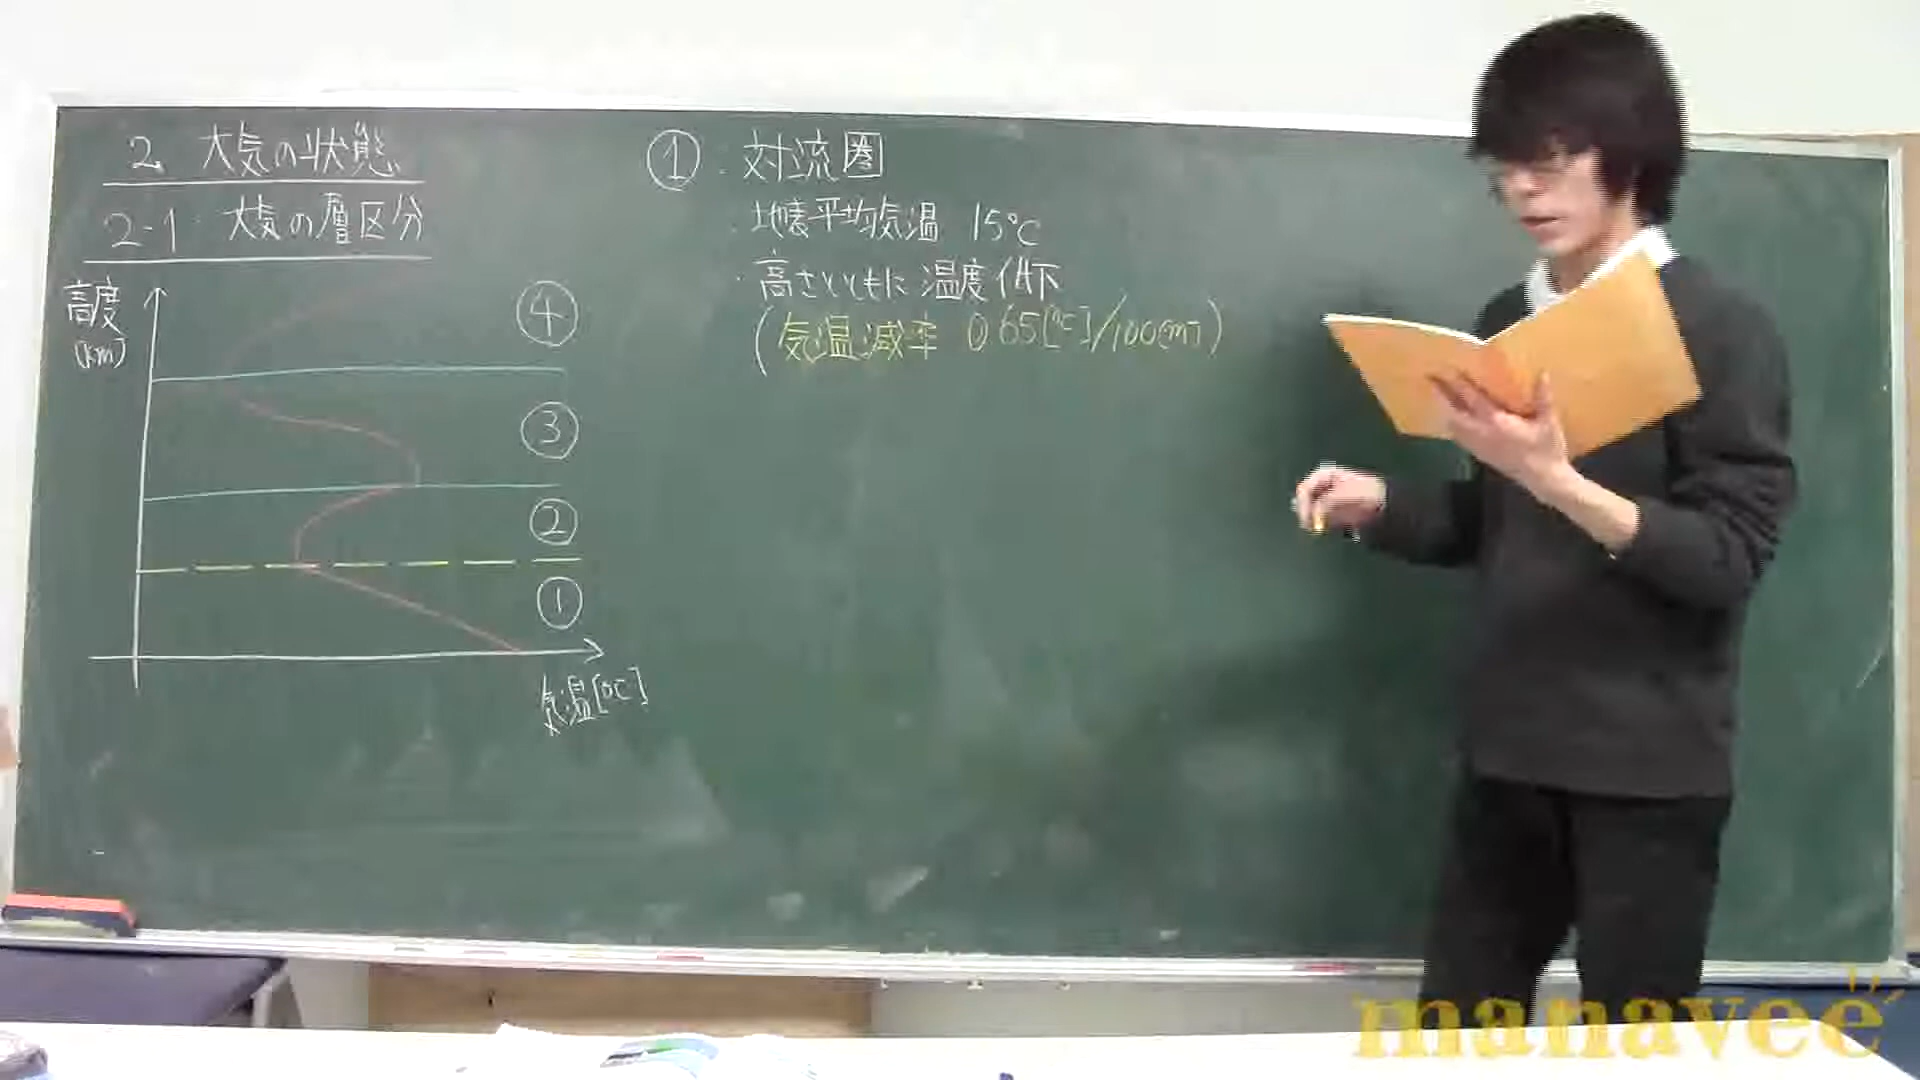 2. 大気の状態
2-1. 大気の層区分
高度
[km]
④
③
②
①
気温[℃]
①. 対流圏
・地表平均気温 15℃
・高さとともに温度低下
(気温減率 0.65[℃]/100[m])
manavee